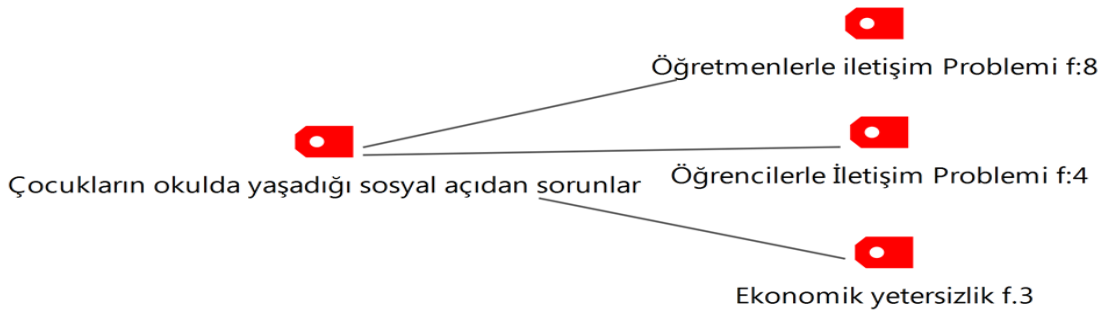 Öğretmenlerle iletişim Problemi f:8
Çocukların okulda yaşadığı sosyal açıdan sorunlar
Öğrencilerle İletişim Problemi f:4
Ekonomik yetersizlik f.3